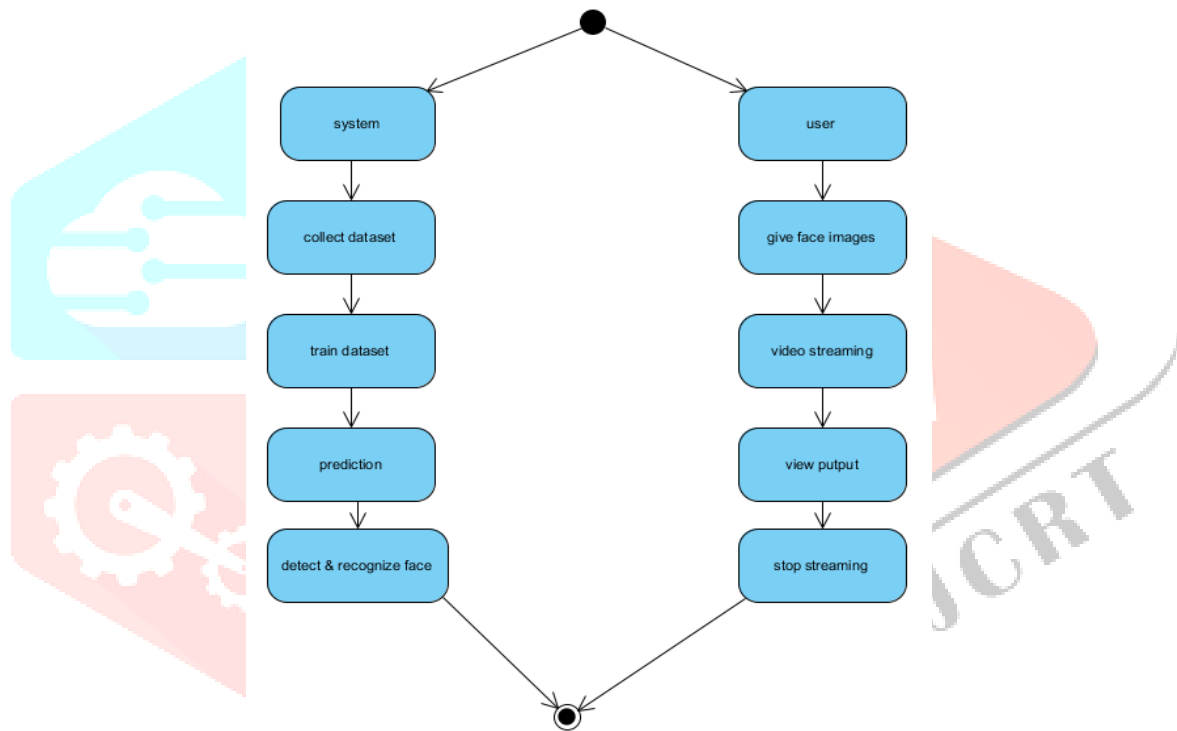 system
collect dataset
train dataset
prediction
detect & recognize face
user
give face images
video streaming
view putput
stop streaming
JCRT